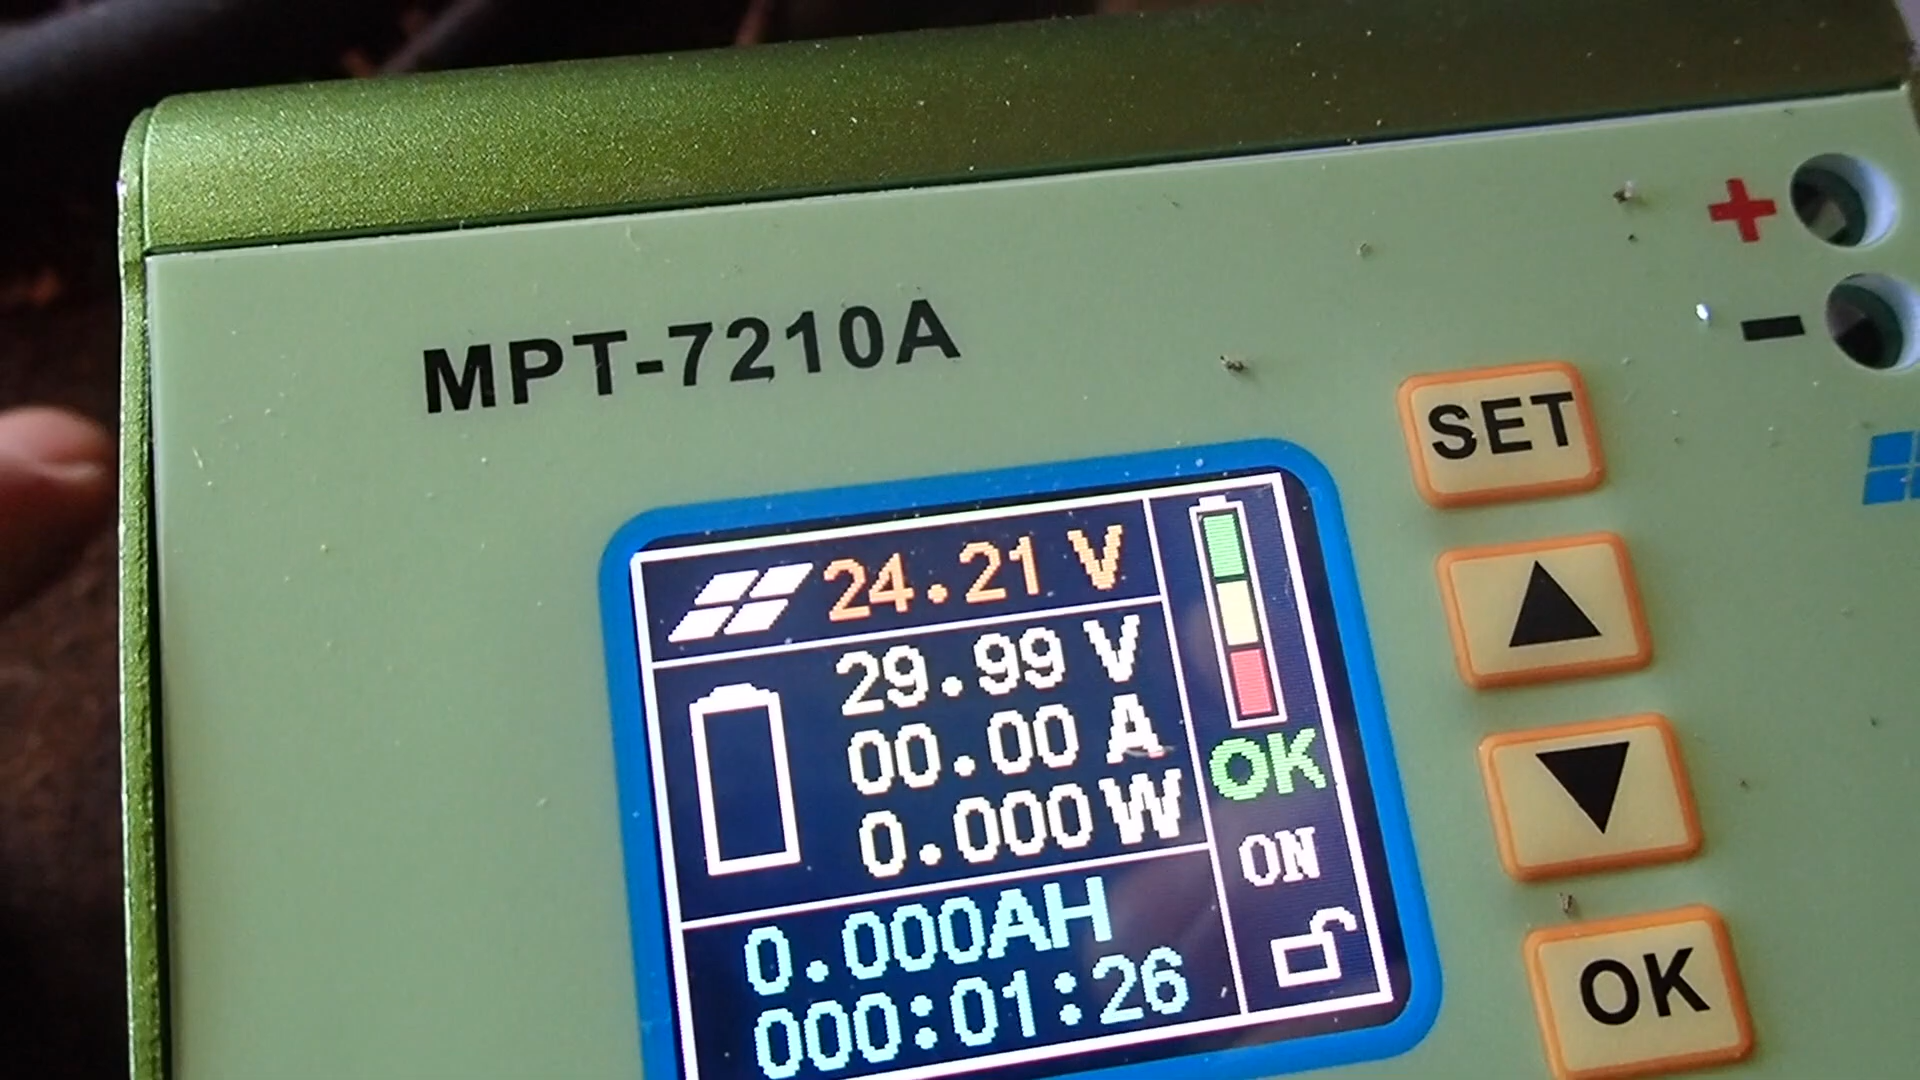 MPT-7210A
+
-
SET
24.21 V
29.99 V
00.00 A
0.000 W
OK
ON
0.000AH
000:01:26
OK